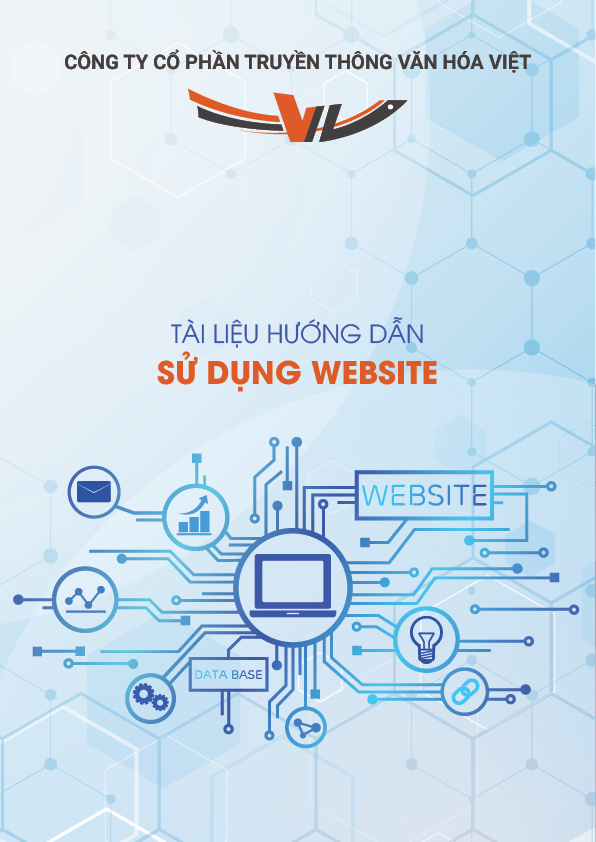 CÔNG TY CỔ PHẦN TRUYỀN THÔNG VĂN HÓA VIỆT
VHL
TÀI LIỆU HƯỚNG DẪN
SỬ DỤNG WEBSITE
WEBSITE
DATA BASE